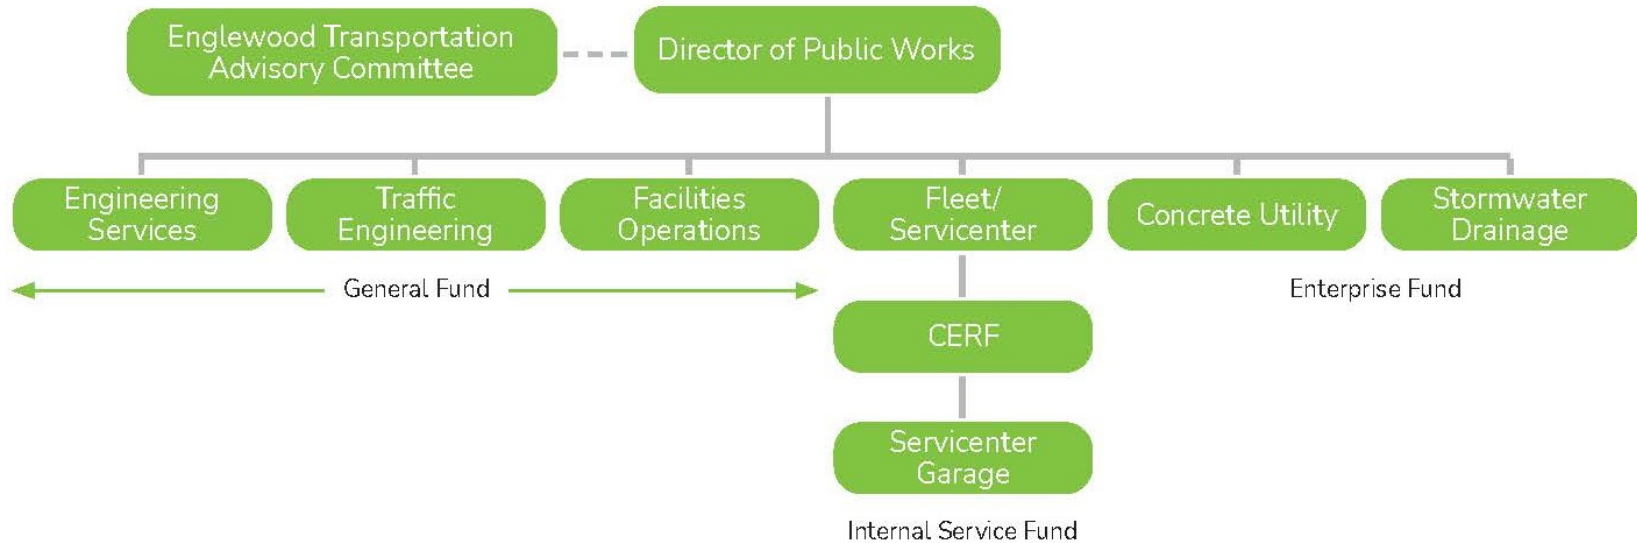 Englewood Transportation
Advisory Committee
Director of Public Works
Engineering
Services
Traffic
Engineering
Facilities
Operations
Fleet/
Servicenter
Concrete Utility
Stormwater
Drainage
General Fund
Enterprise Fund
CERF
Servicenter
Garage
Internal Service Fund